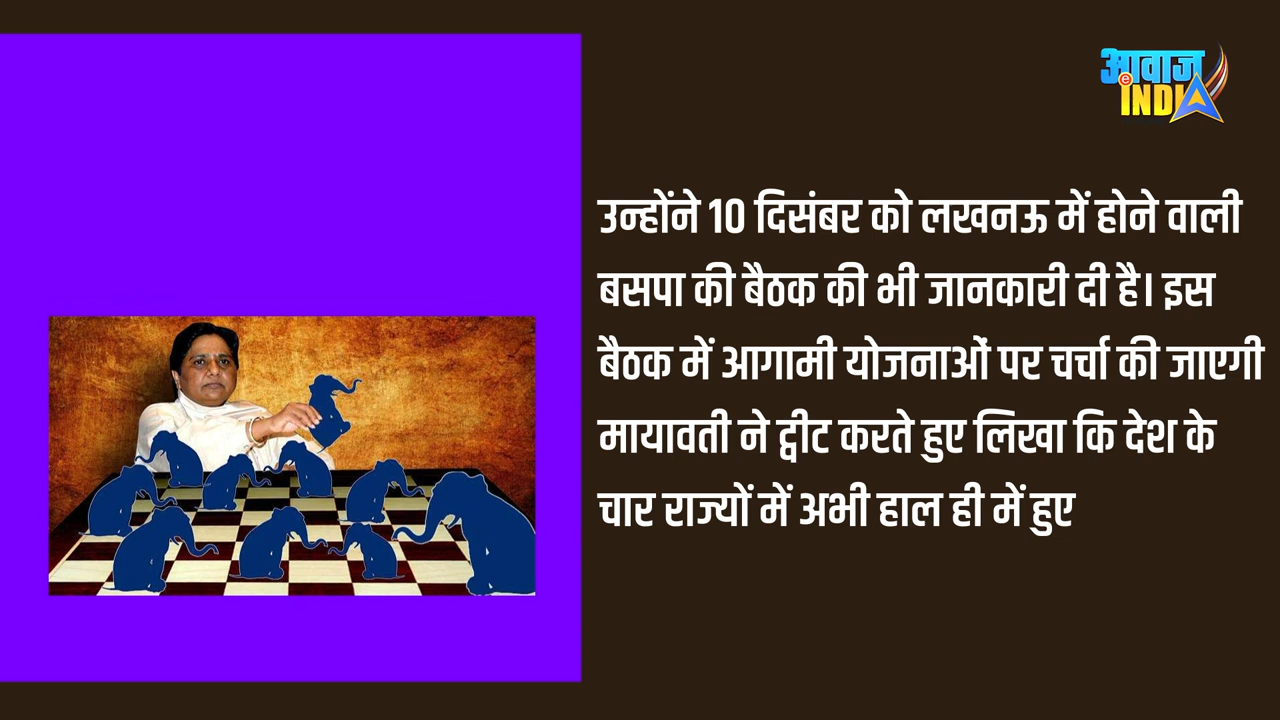 आवाज
e
INDIA
उन्होंने 10 दिसंबर को लखनऊ में होने वाली
बसपा की बैठक की भी जानकारी दी है। इस
बैठक में आगामी योजनाओं पर चर्चा की जाएगी
मायावती ने ट्वीट करते हुए लिखा कि देश के
चार राज्यों में अभी हाल ही में हुए